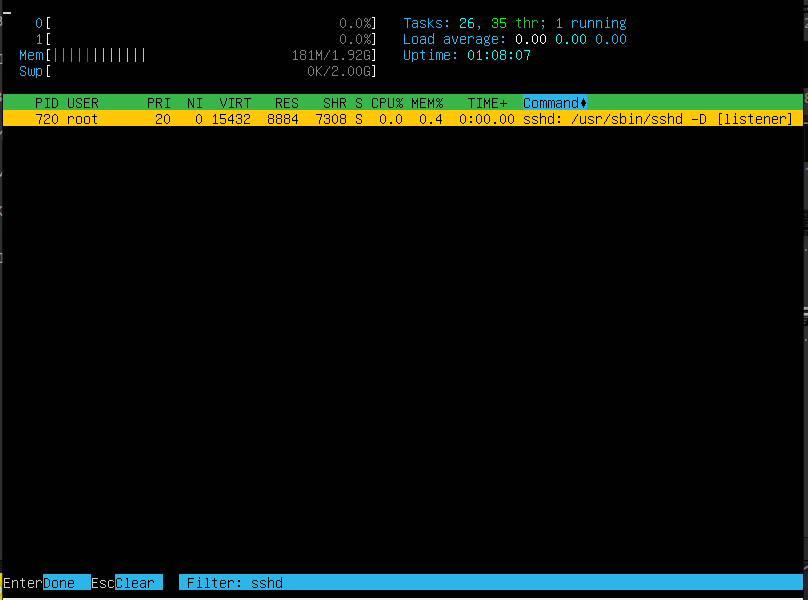 0[ 0.0%] Tasks: 26, 35 thr; 1 running
1[ 0.0%] Load average: 0.00 0.00 0.00
Mem[|||||||||||| 181M/1.92G] Uptime: 01:08:07
Swp[ 0K/2.00G]
PID USER PRI NI VIRT RES SHR S CPU% MEM% TIME+ Command
720 root 20 0 15432 8884 7308 S 0.0 0.4 0:00.00 sshd: /usr/sbin/sshd -D [listener]
EnterDone EscClear Filter: sshd